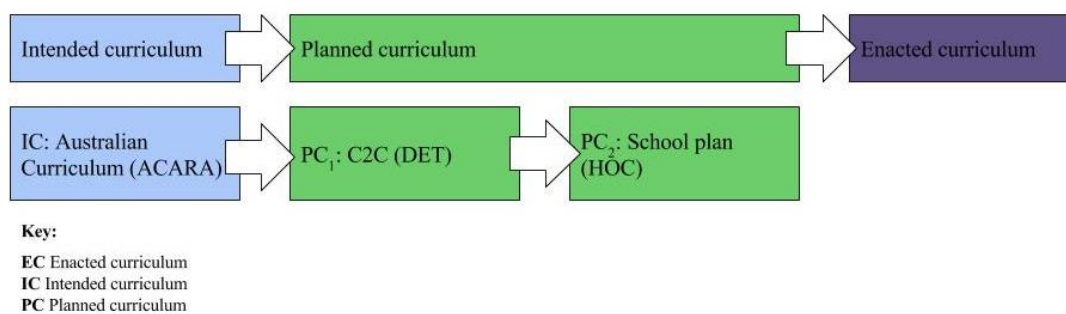 Intended curriculum
Planned curriculum
Enacted curriculum
IC: Australian
Curriculum (ACARA)
PC₁: C2C (DET)
PC₂: School plan
(HOC)
Key:
EC Enacted curriculum
IC Intended curriculum
PC Planned curriculum